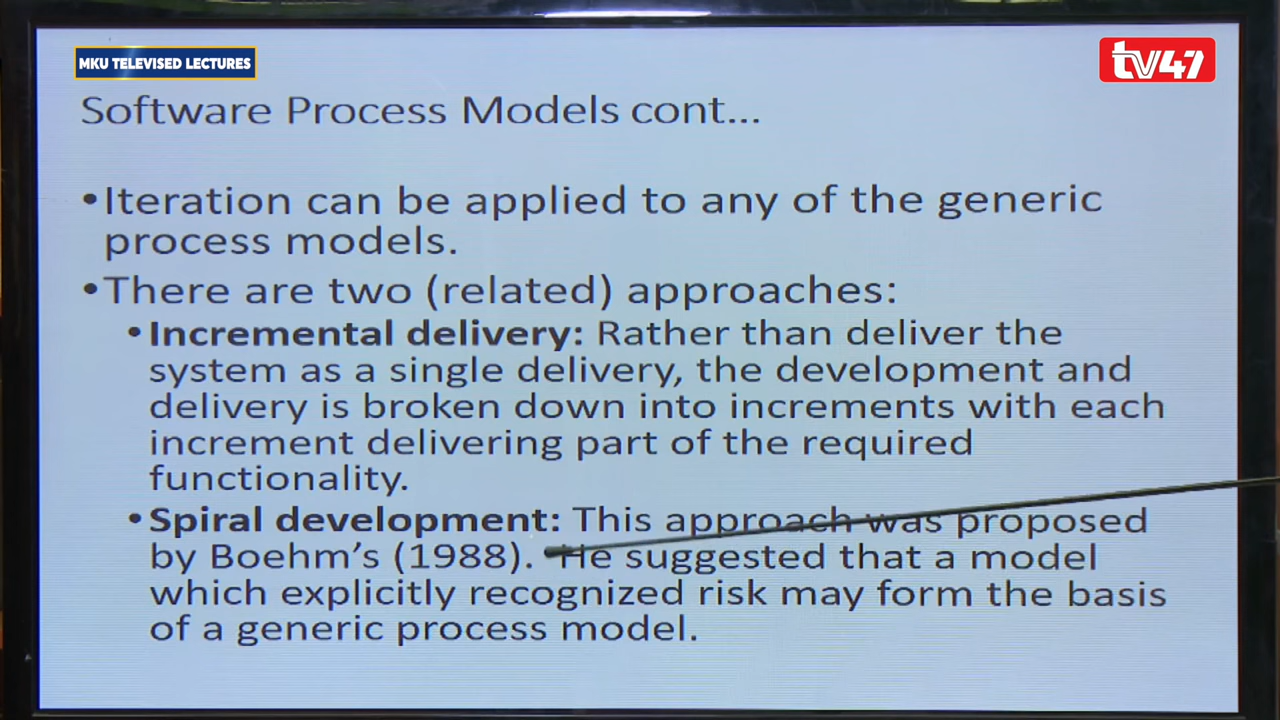 MKU TELEVISED LECTURES
tv47
Software Process Models cont...
•Iteration can be applied to any of the generic
process models.
•There are two (related) approaches:
•Incremental delivery: Rather than deliver the
system as a single delivery, the development and
delivery is broken down into increments with each
increment delivering part of the required
functionality.
•Spiral development: This approach was proposed
by Boehm’s (1988). He suggested that a model
which explicitly recognized risk may form the basis
of a generic process model.